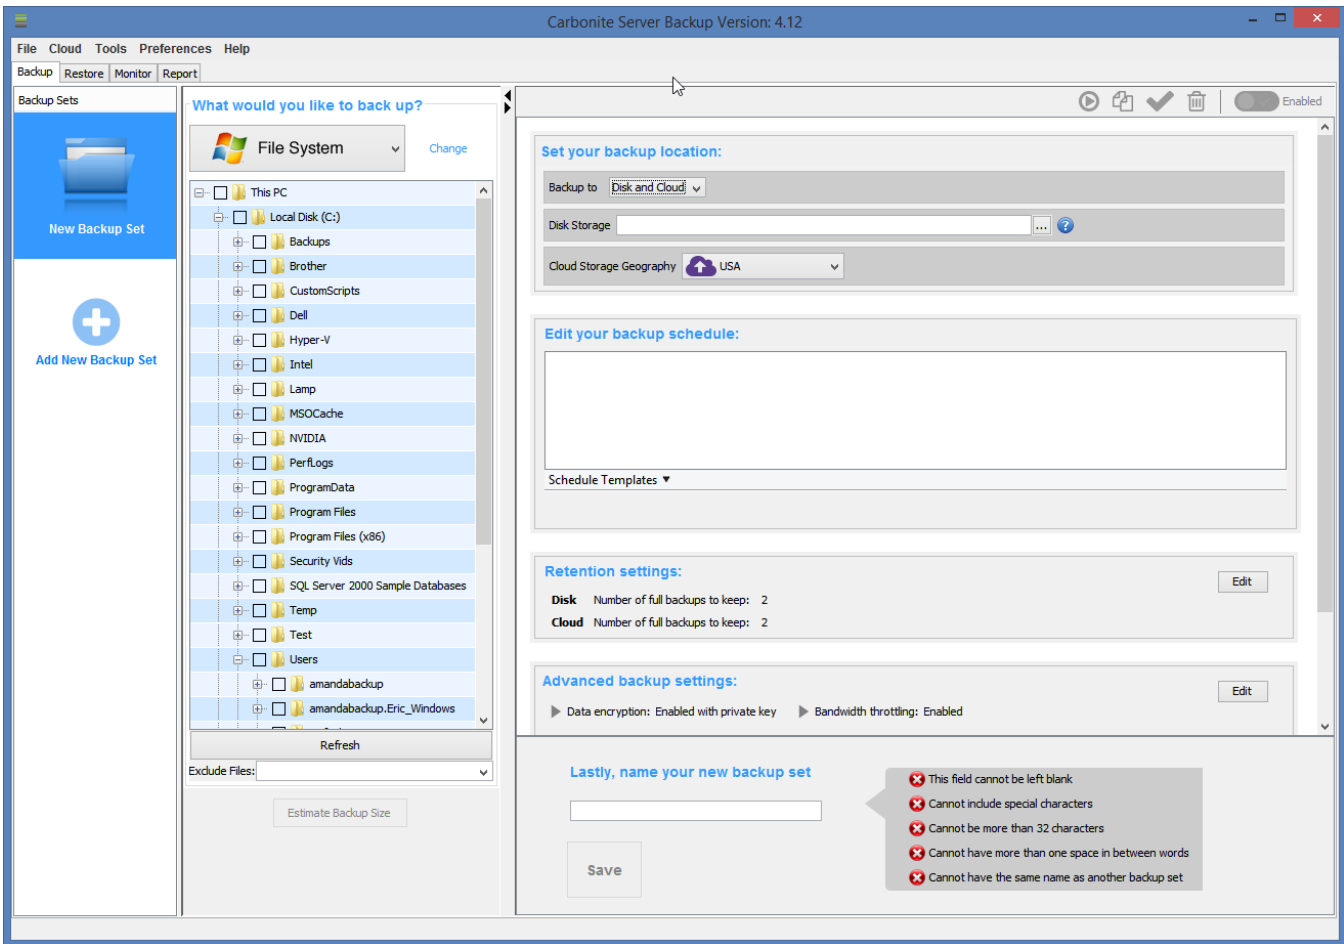 Carbonite Server Backup Version: 4.12
File Cloud Tools Preferences Help
Backup Restore Monitor Report
Backup Sets
New Backup Set
Add New Backup Set
What would you like to back up?
File System
Change
This PC
Local Disk (C:)
Backups
Brother
CustomScripts
Dell
Hyper-V
Intel
Lamp
MSOCache
NVIDIA
PerfLogs
ProgramData
Program Files
Program Files (x86)
Security Vids
SQL Server 2000 Sample Databases
Temp
Test
Users
amandabackup
amandabackup.Eric_Windows
Refresh
Exclude Files:
Estimate Backup Size
Enabled
Set your backup location:
Backup to Disk and Cloud
Disk Storage ...
Cloud Storage Geography USA
Edit your backup schedule:
Schedule Templates
Retention settings:
Edit
Disk Number of full backups to keep: 2
Cloud Number of full backups to keep: 2
Advanced backup settings:
Edit
Data encryption: Enabled with private key Bandwidth throttling: Enabled
Lastly, name your new backup set
Save
This field cannot be left blank
Cannot include special characters
Cannot be more than 32 characters
Cannot have more than one space in between words
Cannot have the same name as another backup set